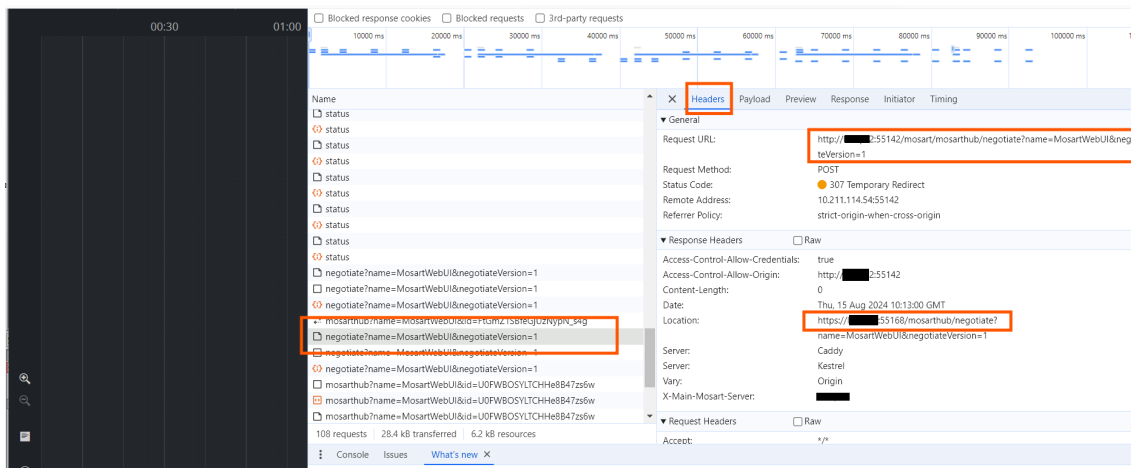 Blocked response cookies Blocked requests 3rd-party requests
00:30 01:00
10000 ms 20000 ms 30000 ms 40000 ms 50000 ms 60000 ms 70000 ms 80000 ms 90000 ms 100000 ms
Name
status
status
status
status
status
status
status
status
status
status
negotiate?name=MosartWebUI&negotiateVersion=1
negotiate?name=MosartWebUI&negotiateVersion=1
negotiate?name=MosartWebUI&negotiateVersion=1
negotiate?name=MosartWebUI&negotiateVersion=1
negotiate?name=MosartWebUI&negotiateVersion=1
negotiate?name=MosartWebUI&negotiateVersion=1
mosarthub?name=MosartWebUI&id=U0FWBOSYLTCHHe8B47zs6w
mosarthub?name=MosartWebUI&id=U0FWBOSYLTCHHe8B47zs6w
mosarthub?name=MosartWebUI&id=U0FWBOSYLTCHHe8B47zs6w
108 requests 28.4 kB transferred 6.2 kB resources
Headers Payload Preview Response Initiator Timing
General
Request URL: http:// 2:55142/mosart/mosarthub/negotiate?name=MosartWebUI&neg
teVersion=1
Request Method: POST
Status Code: 307 Temporary Redirect
Remote Address: 10.211.114.54:55142
Referrer Policy: strict-origin-when-cross-origin
Response Headers Raw
Access-Control-Allow-Credentials: true
Access-Control-Allow-Origin: http:// 2:55142
Content-Length: 0
Date: Thu, 15 Aug 2024 10:13:00 GMT
Location: https:// :55168/mosarthub/negotiate?
name=MosartWebUI&negotiateVersion=1
Server: Caddy
Server: Kestrel
Vary: Origin
X-Main-Mosart-Server:
Request Headers Raw
Accept: */*
Console Issues What's new